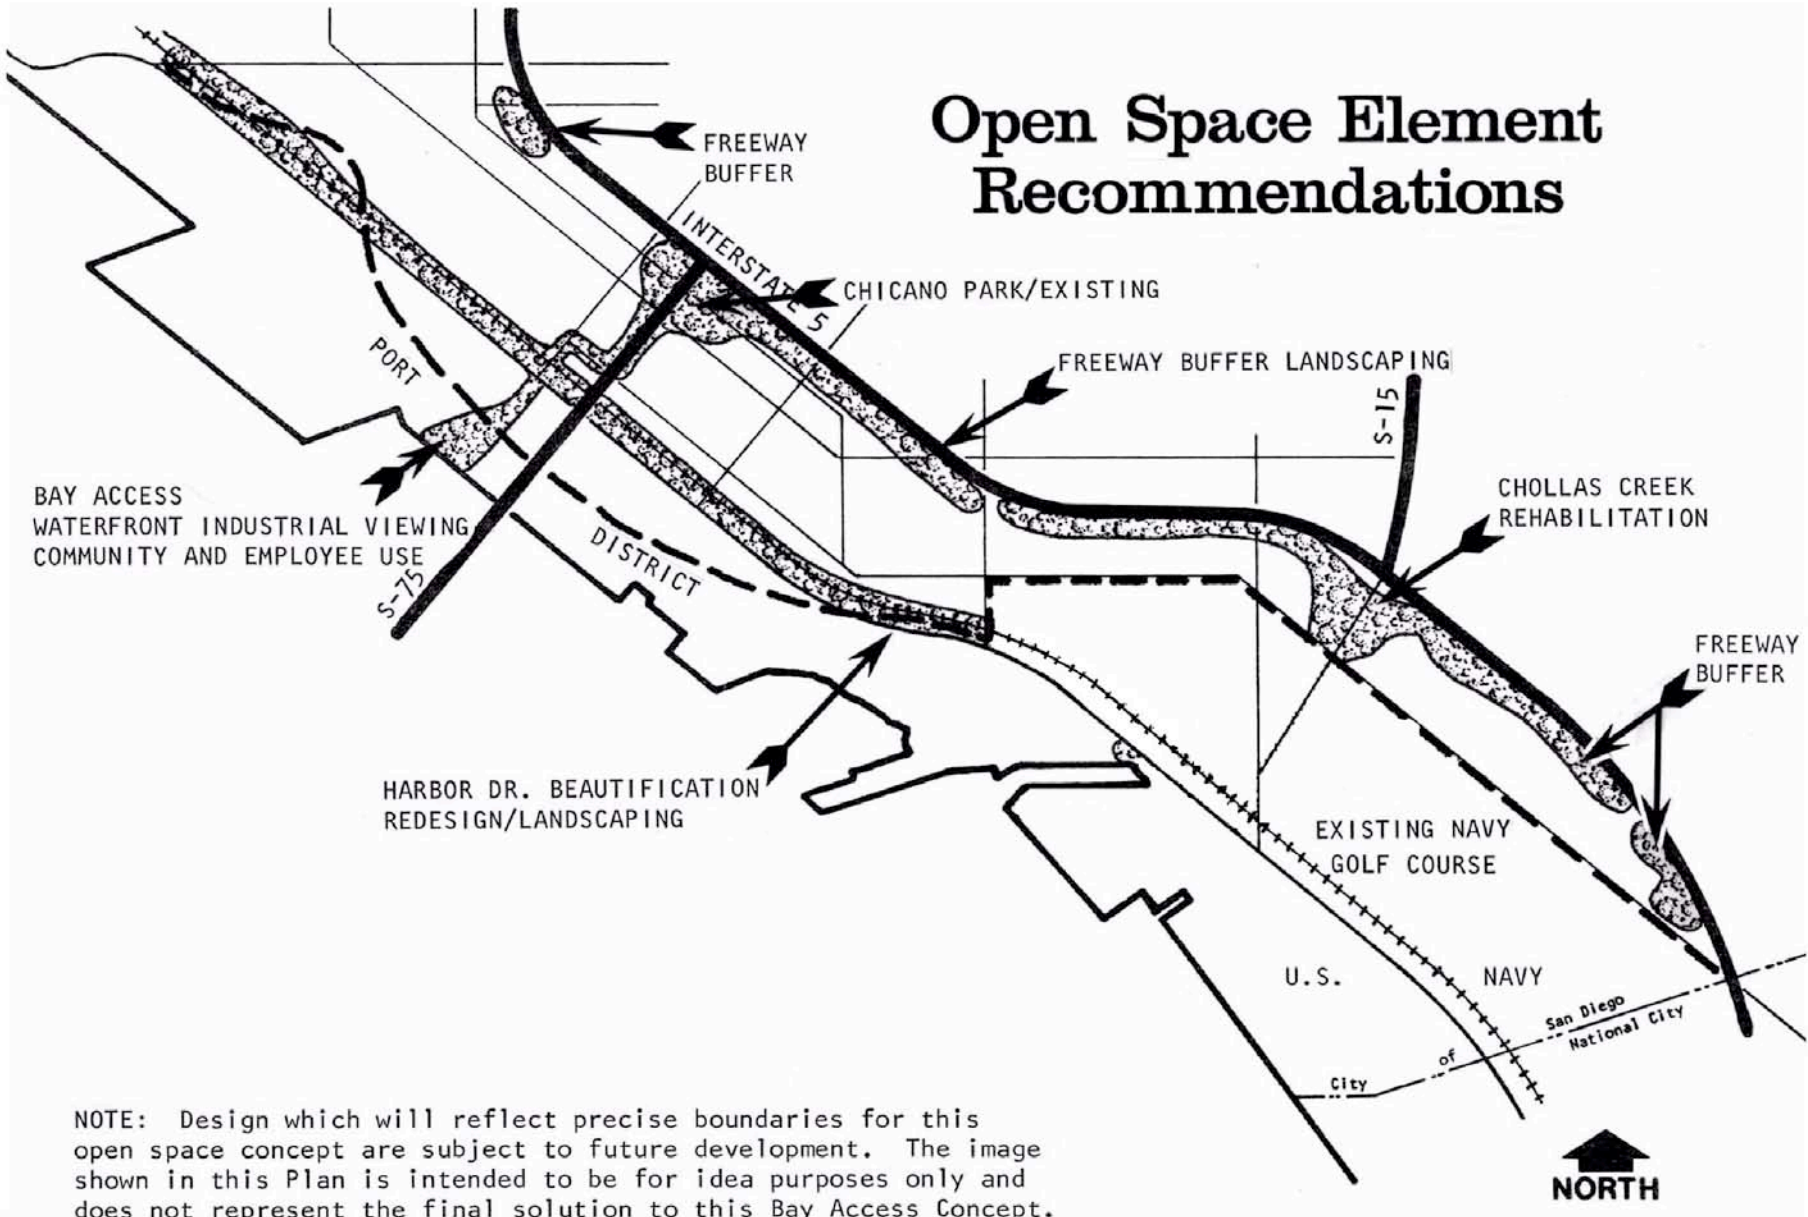 Open Space Element
Recommendations
FREEWAY
BUFFER
INTERSTATE 5
CHICANO PARK/EXISTING
FREEWAY BUFFER LANDSCAPING
S-15
PORT
CHOLLAS CREEK
REHABILITATION
BAY ACCESS
WATERFRONT INDUSTRIAL VIEWING
COMMUNITY AND EMPLOYEE USE
DISTRICT
S-75
FREEWAY
BUFFER
HARBOR DR. BEAUTIFICATION
REDESIGN/LANDSCAPING
EXISTING NAVY
GOLF COURSE
U.S. NAVY
San Diego
City of National City
NOTE: Design which will reflect precise boundaries for this
open space concept are subject to future development. The image
shown in this Plan is intended to be for idea purposes only and
does not represent the final solution to this Bay Access Concept.
NORTH